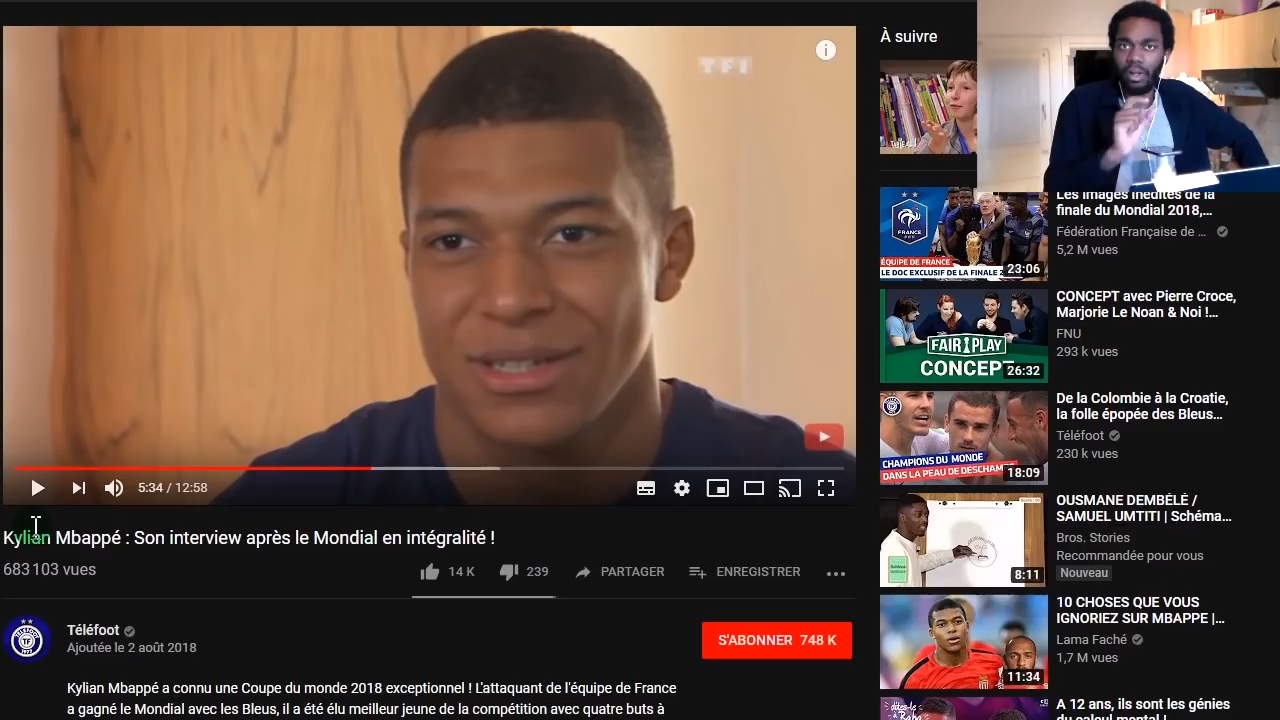 À suivre
TF1
Les images inédites de la
finale du Mondial 2018,...
Fédération Française de ...
5,2 M vues
FRANCE
ÉQUIPE DE FRANCE
LE DOC EXCLUSIF DE LA FINALE 2
23:06
CONCEPT avec Pierre Croce,
Marjorie Le Noan & Noi !...
FNU
293 k vues
FAIR PLAY
CONCEPT
26:32
De la Colombie à la Croatie,
la folle épopée des Bleus...
Téléfoot
230 k vues
CHAMPIONS DU MONDE
DANS LA PEAU DE DESCHAM
18:09
5:34 / 12:58
OUSMANE DEMBÉLÉ /
SAMUEL UMTITI | Schéma...
Bros. Stories
Recommandée pour vous
Nouveau
8:11
Kylian Mbappé : Son interview après le Mondial en intégralité !
683 103 vues
14 K
239
PARTAGER
ENREGISTRER
10 CHOSES QUE VOUS
IGNORIEZ SUR MBAPPE |...
Lama Faché
1,7 M vues
11:34
Téléfoot
Ajoutée le 2 août 2018
S'ABONNER 748 K
Kylian Mbappé a connu une Coupe du monde 2018 exceptionnel ! L'attaquant de l'équipe de France
a gagné le Mondial avec les Bleus, il a été élu meilleur jeune de la compétition avec quatre buts à
A 12 ans, ils sont les génies
du calcul mental !